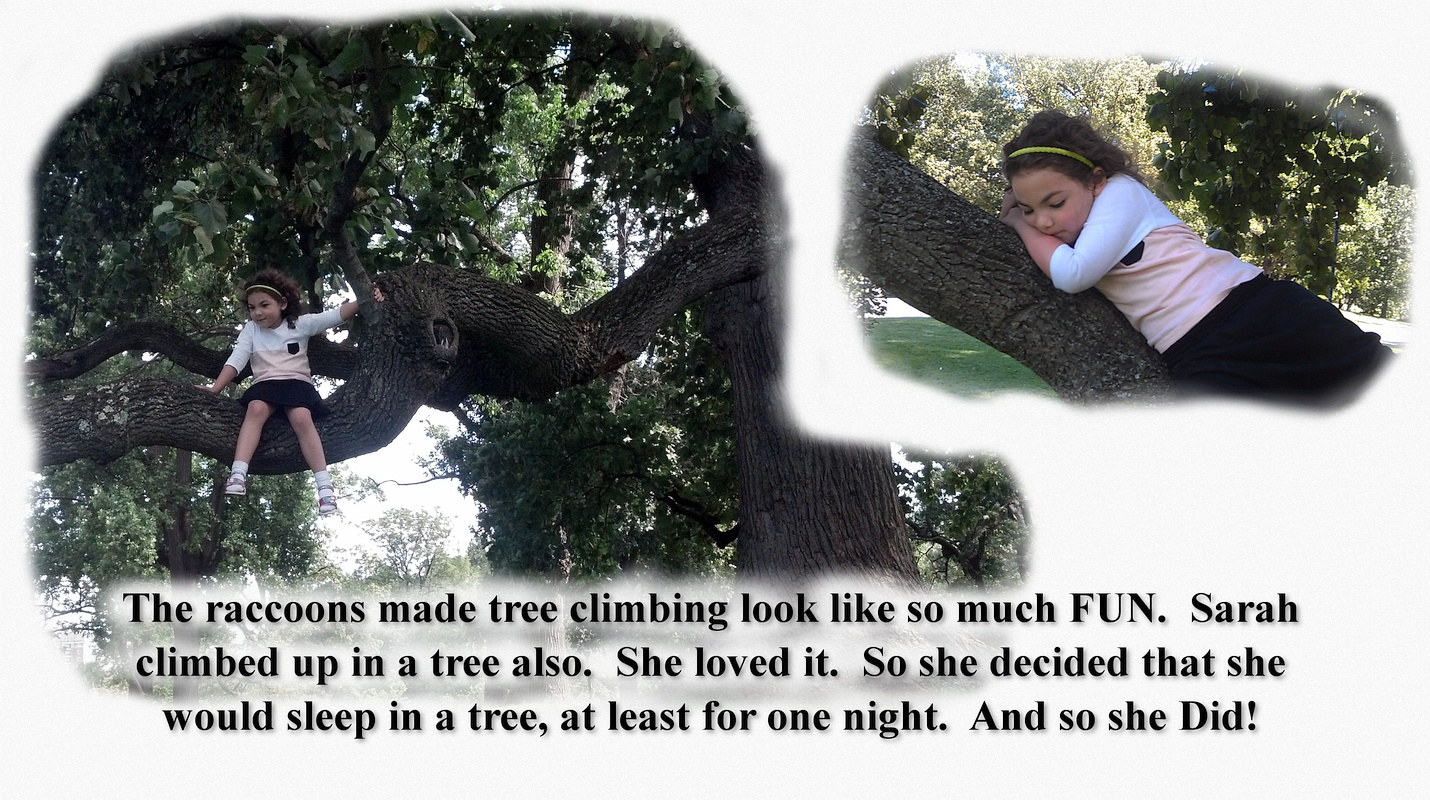 The raccoons made tree climbing look like so much FUN.  Sarah
climbed up in a tree also.  She loved it.  So she decided that she
would sleep in a tree, at least for one night.  And so she Did!